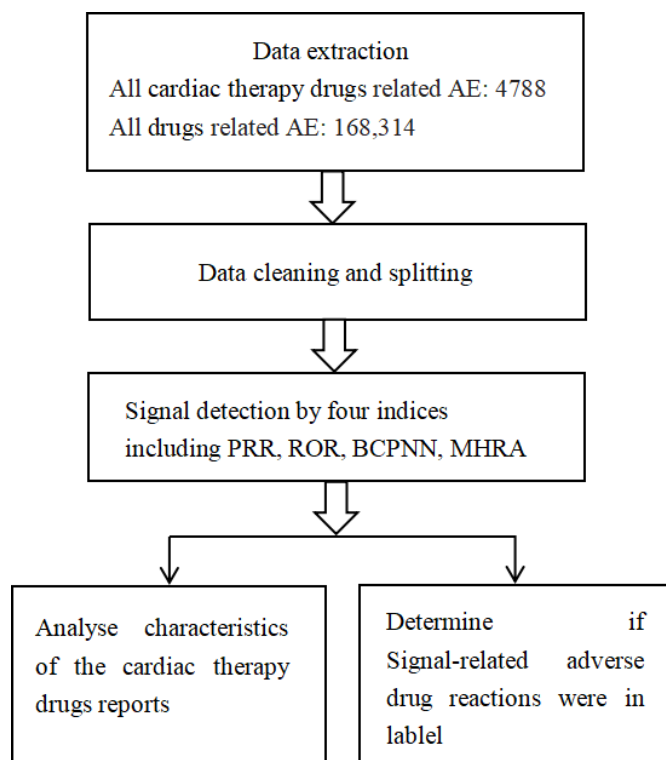 Data extraction
All cardiac therapy drugs related AE: 4788
All drugs related AE: 168,314
Data cleaning and splitting
Signal detection by four indices
including PRR, ROR, BCPNN, MHRA
Analyse characteristics
of the cardiac therapy
drugs reports
Determine if
Signal-related adverse
drug reactions were in
lablel